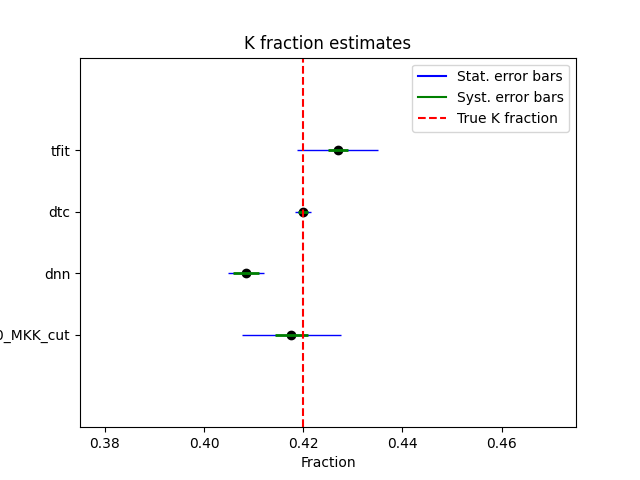 K fraction estimates
Stat. error bars
Syst. error bars
True K fraction
tfit
dtc
dnn
_MKK_cut
0.38 0.40 0.42 0.44 0.46
Fraction